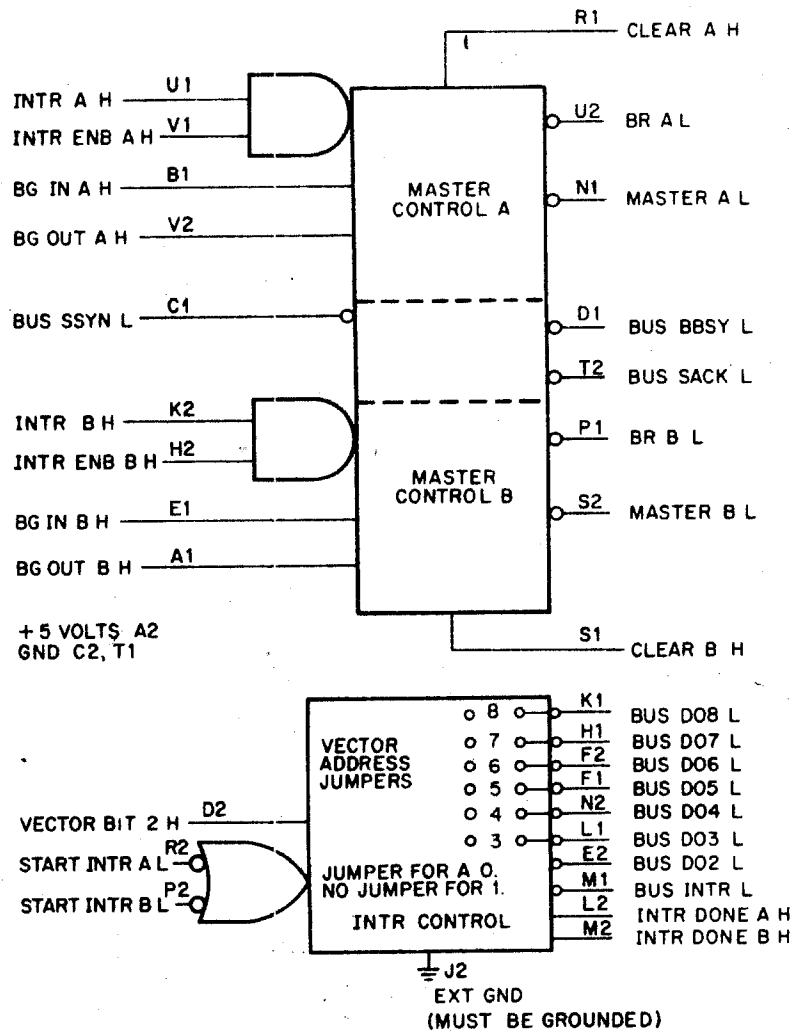 R1 CLEAR A H
INTR A H U1
INTR ENB A H V1
BG IN A H B1
BG OUT A H V2
MASTER
CONTROL A
U2 BR A L
N1 MASTER A L
BUS SSYN L C1
D1 BUS BBSY L
T2 BUS SACK L
INTR B H K2
INTR ENB B H H2
BG IN B H E1
BG OUT B H A1
MASTER
CONTROL B
P1 BR B L
S2 MASTER B L
+5 VOLTS A2
GND C2, T1
S1 CLEAR B H
VECTOR
ADDRESS
JUMPERS
8 K1 BUS D08 L
7 H1 BUS D07 L
6 F2 BUS D06 L
5 F1 BUS D05 L
4 N2 BUS D04 L
3 L1 BUS D03 L
E2 BUS D02 L
M1 BUS INTR L
L2 INTR DONE A H
M2 INTR DONE B H
VECTOR BIT 2 H D2
START INTR A L R2
START INTR B L P2
JUMPER FOR A 0.
NO JUMPER FOR 1.
INTR CONTROL
J2
EXT GND
(MUST BE GROUNDED)